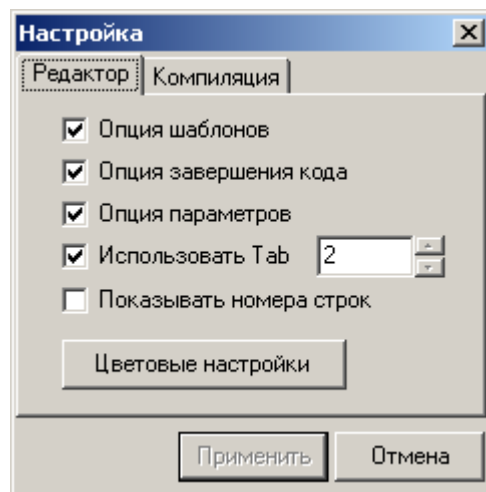 Настройка
Редактор Компиляция
Опция шаблонов
Опция завершения кода
Опция параметров
Использовать Tab 2
Показывать номера строк
Цветовые настройки
Применить Отмена